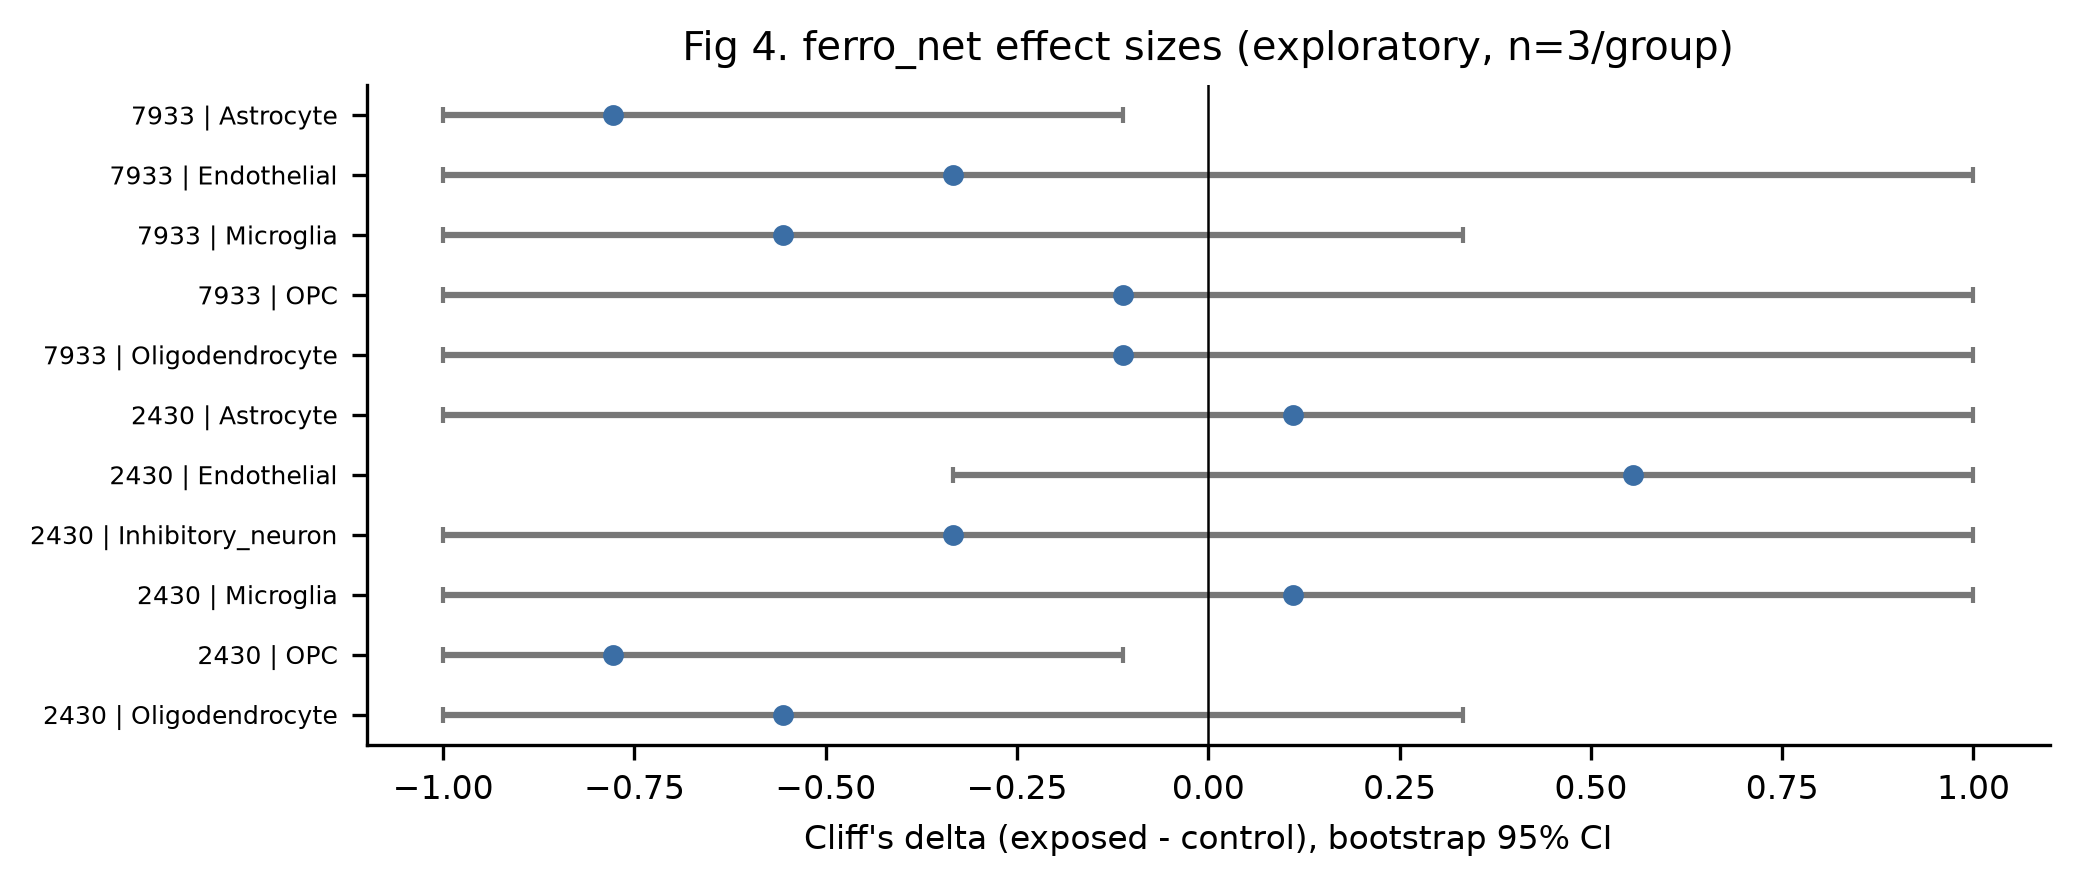 Fig 4. ferro_net effect sizes (exploratory, n=3/group)
7933 | Astrocyte
7933 | Endothelial
7933 | Microglia
7933 | OPC
7933 | Oligodendrocyte
2430 | Astrocyte
2430 | Endothelial
2430 | Inhibitory_neuron
2430 | Microglia
2430 | OPC
2430 | Oligodendrocyte
−1.00 −0.75 −0.50 −0.25 0.00 0.25 0.50 0.75 1.00
Cliff's delta (exposed - control), bootstrap 95% CI